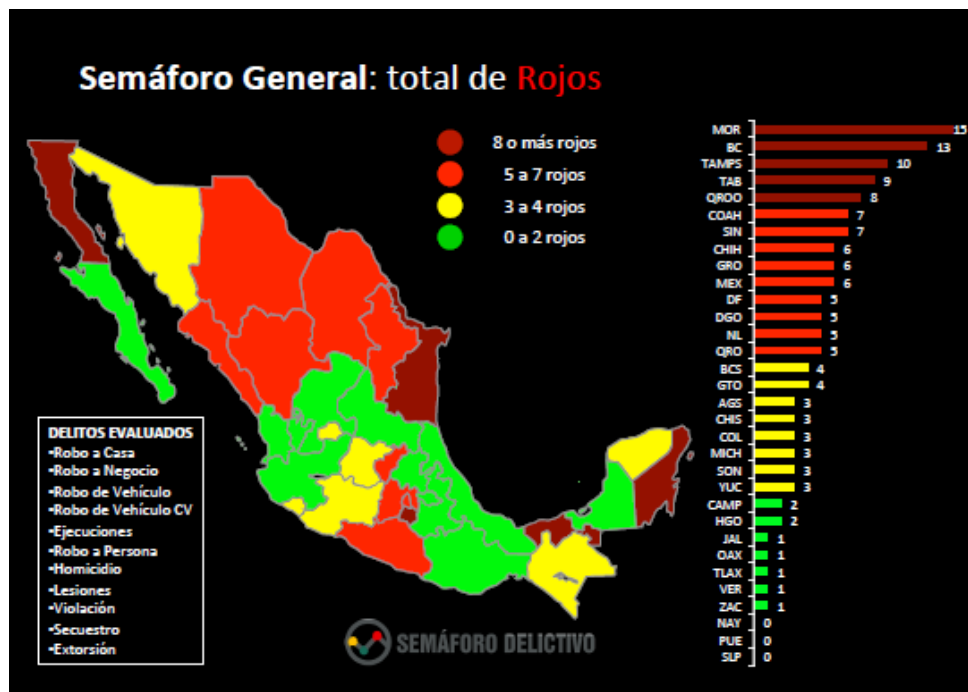 Semáforo General: total de Rojos
8 o más rojos
5 a 7 rojos
3 a 4 rojos
0 a 2 rojos
MOR 15
BC 13
TAMPS 10
TAB 9
QROO 8
COAH 7
SIN 7
CHIH 6
GRO 6
MEX 6
DF 5
DGO 5
NL 5
QRO 5
BCS 4
GTO 4
AGS 3
CHIS 3
COL 3
MICH 3
SON 3
YUC 3
CAMP 2
HGO 2
JAL 1
OAX 1
TLAX 1
VER 1
ZAC 1
NAY 0
PUE 0
SLP 0
DELITOS EVALUADOS
•Robo a Casa
•Robo a Negocio
•Robo de Vehículo
•Robo de Vehículo CV
•Ejecuciones
•Robo a Persona
•Homicidio
•Lesiones
•Violación
•Secuestro
•Extorsión
SEMÁFORO DELICTIVO